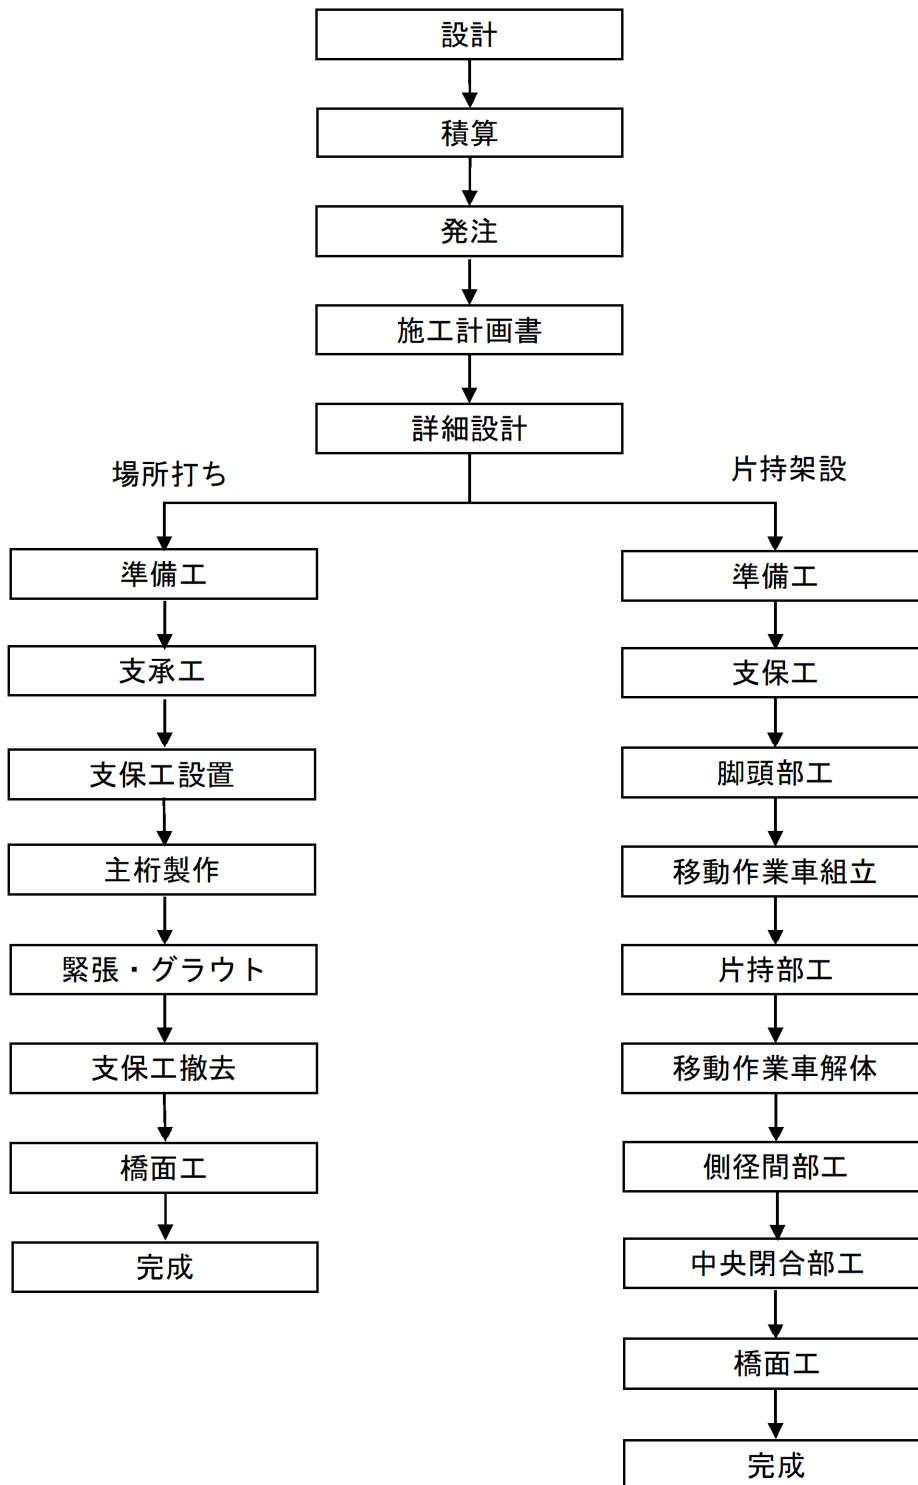 設計
積算
発注
施工計画書
詳細設計
場所打ち
準備工
支承工
支保工設置
主桁製作
緊張・グラウト
支保工撤去
橋面工
完成
片持架設
準備工
支保工
脚頭部工
移動作業車組立
片持部工
移動作業車解体
側径間部工
中央閉合部工
橋面工
完成